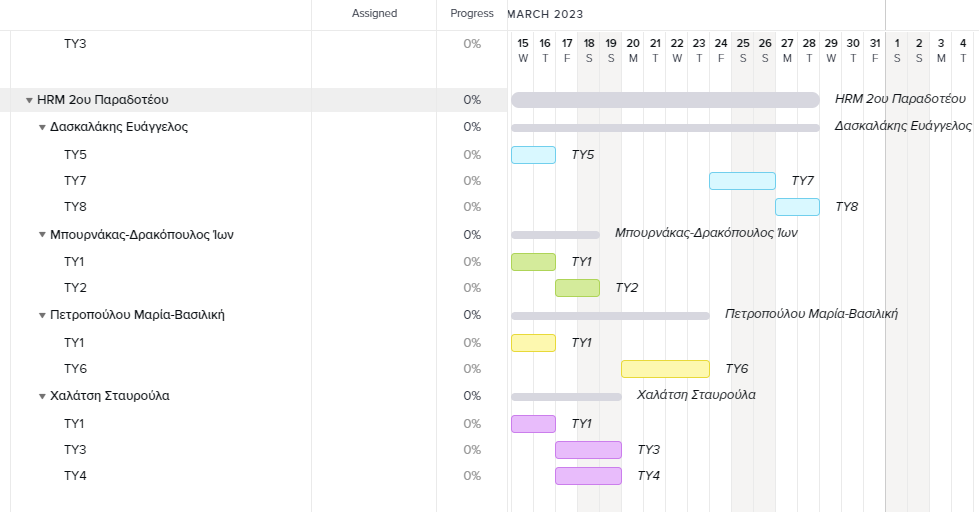 Assigned Progress MARCH 2023
15 16 17 18 19 20 21 22 23 24 25 26 27 28 29 30 31 1 2 3 4
W T F S S M T W T F S S M T W T F S S M T
TY3 0%
HRM 2ου Παραδοτέου 0% HRM 2ου Παραδοτέου
Δασκαλάκης Ευάγγελος 0% Δασκαλάκης Ευάγγελος
TY5 0% TY5
TY7 0% TY7
TY8 0% TY8
Μπουρνάκας-Δρακόπουλος Ίων 0% Μπουρνάκας-Δρακόπουλος Ίων
TY1 0% TY1
TY2 0% TY2
Πετροπούλου Μαρία-Βασιλική 0% Πετροπούλου Μαρία-Βασιλική
TY1 0% TY1
TY6 0% TY6
Χαλάτση Σταυρούλα 0% Χαλάτση Σταυρούλα
TY1 0% TY1
TY3 0% TY3
TY4 0% TY4